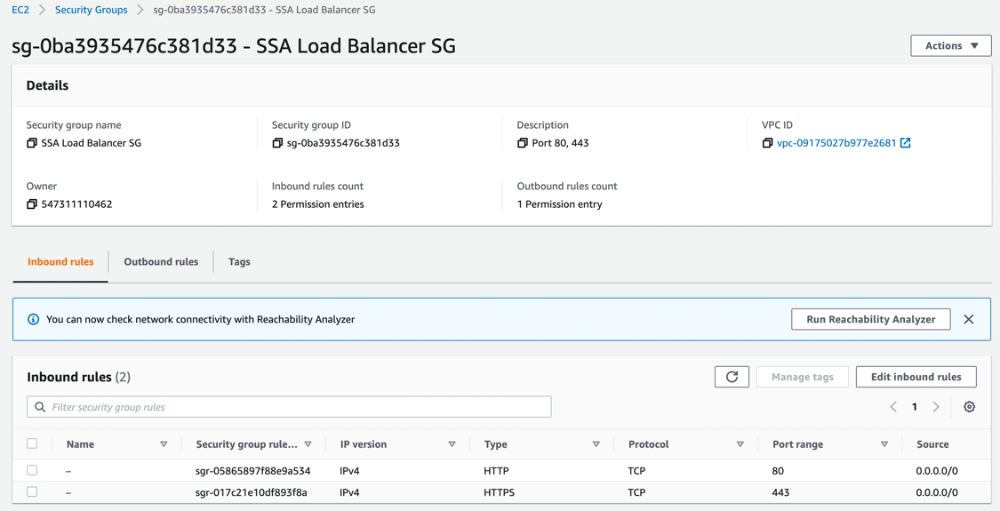 EC2 > Security Groups > sg-0ba3935476c381d33 - SSA Load Balancer SG
sg-0ba3935476c381d33 - SSA Load Balancer SG
Actions
Details
Security group name Security group ID Description VPC ID
SSA Load Balancer SG sg-0ba3935476c381d33 Port 80, 443 vpc-09175027b977e2681
Owner Inbound rules count Outbound rules count
547311110462 2 Permission entries 1 Permission entry
Inbound rules Outbound rules Tags
You can now check network connectivity with Reachability Analyzer Run Reachability Analyzer
Inbound rules (2) Manage tags Edit inbound rules
Filter security group rules 1
Name Security group rule... IP version Type Protocol Port range Source
– sgr-05865897f88e9a534 IPv4 HTTP TCP 80 0.0.0.0/0
– sgr-017c21e10df893f8a IPv4 HTTPS TCP 443 0.0.0.0/0